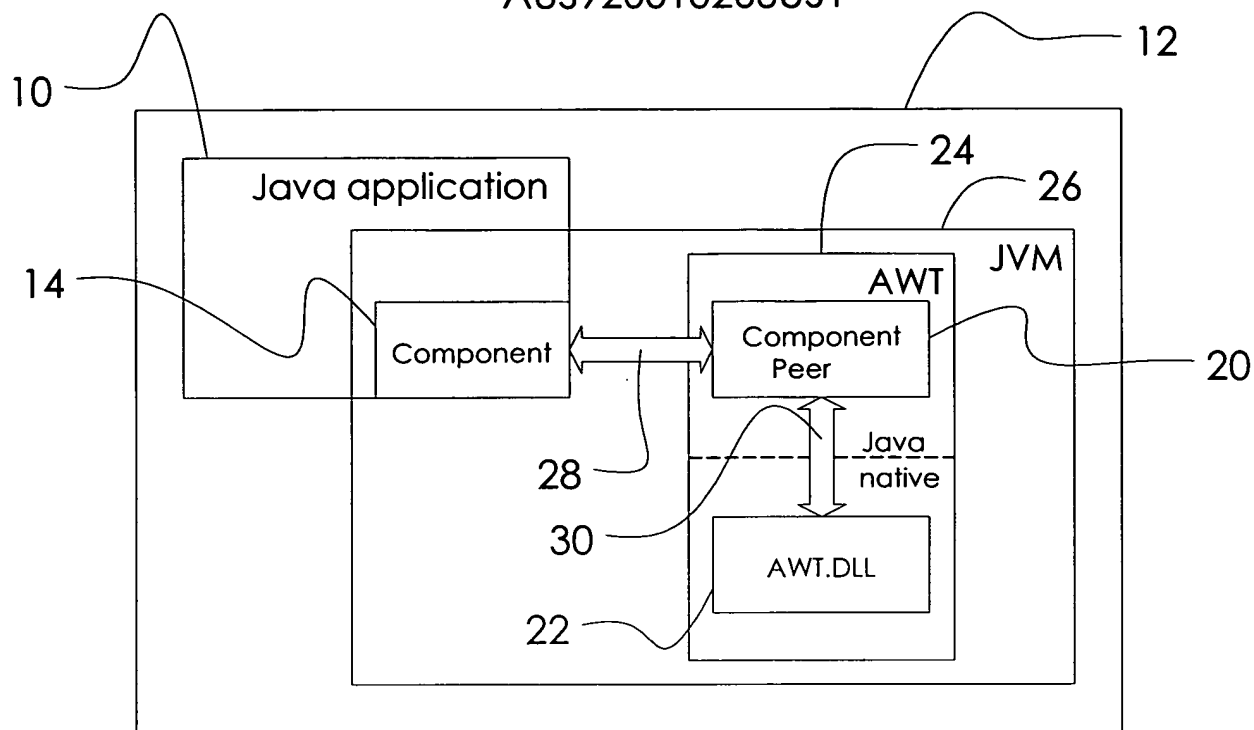 12
10
24
Java application
26
JVM
14
AWT
Component
Component
Peer
20
Java
28
native
30
AWT.DLL
22